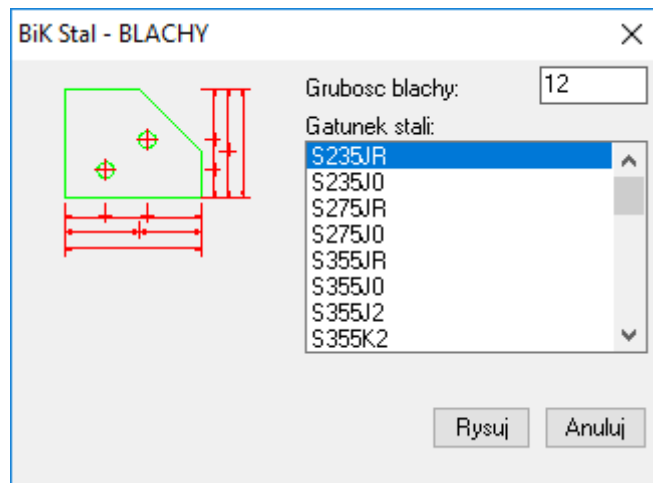 BiK Stal - BLACHY
Grubosc blachy:
12
Gatunek stali:
S235JR
S235J0
S275JR
S275J0
S355JR
S355J0
S355J2
S355K2
Rysuj
Anuluj